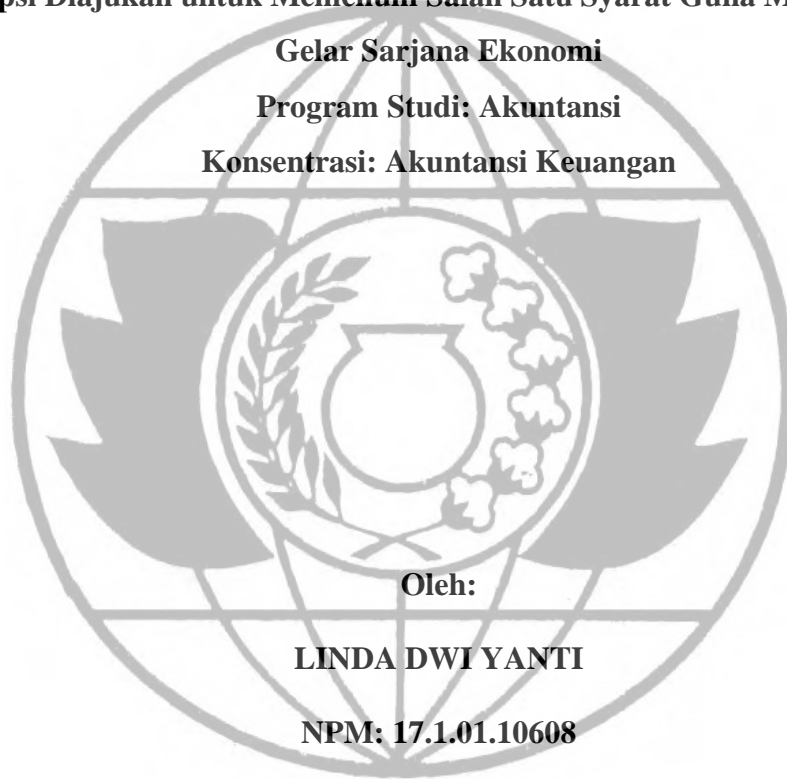 Diajukan untuk Memenuhi Salah Satu Syarat Guna
Gelar Sarjana Ekonomi
Program Studi: Akuntansi
Konsentrasi: Akuntansi Keuangan
Oleh:
LINDA DWI YANTI
NPM: 17.1.01.10608